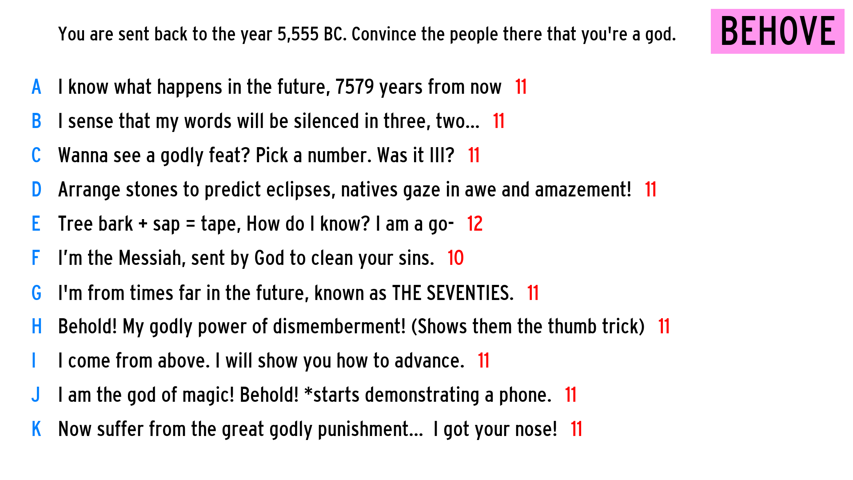 You are sent back to the year 5,555 BC. Convince the people there that you're a god.
BEHOVE
A I know what happens in the future, 7579 years from now 11
B I sense that my words will be silenced in three, two... 11
C Wanna see a godly feat? Pick a number. Was it III? 11
D Arrange stones to predict eclipses, natives gaze in awe and amazement! 11
E Tree bark + sap = tape, How do I know? I am a go- 12
F I’m the Messiah, sent by God to clean your sins. 10
G I'm from times far in the future, known as THE SEVENTIES. 11
H Behold! My godly power of dismemberment! (Shows them the thumb trick) 11
I I come from above. I will show you how to advance. 11
J I am the god of magic! Behold! *starts demonstrating a phone. 11
K Now suffer from the great godly punishment... I got your nose! 11